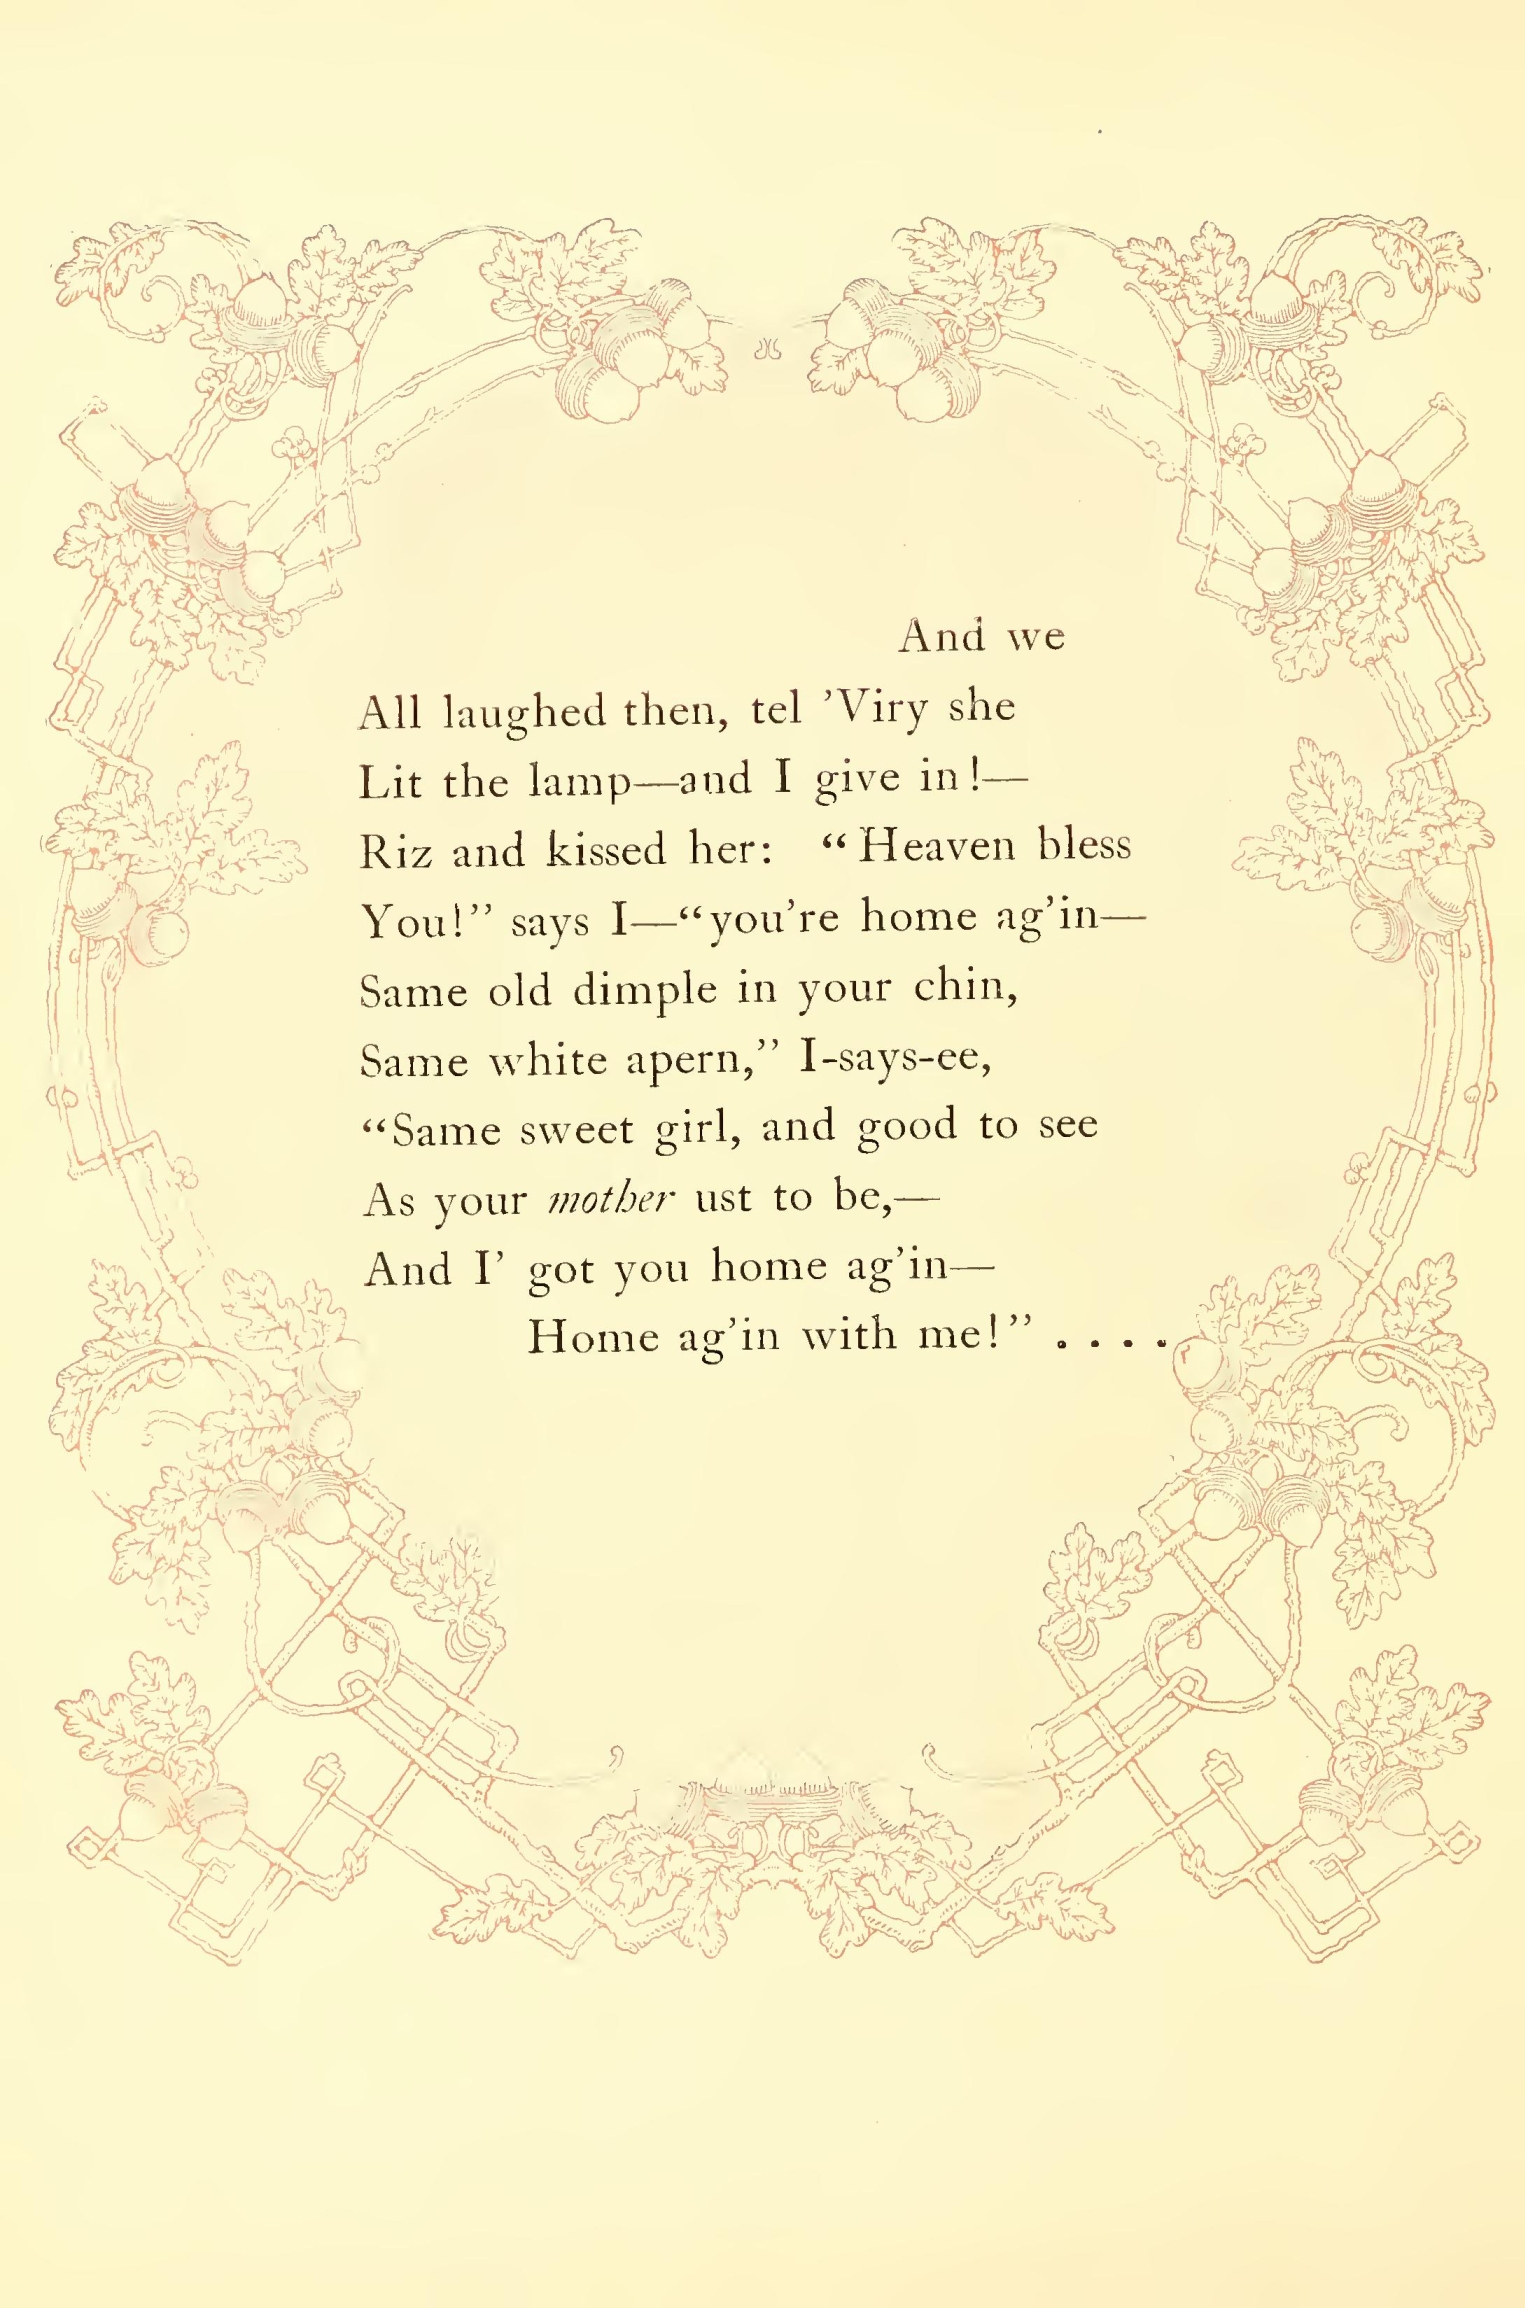 And we
All laughed then, tel ’Viry she
Lit the lamp—and I give in!—
Riz and kissed her: “Heaven bless
You!” says I—“you’re home ag’in—
Same old dimple in your chin,
Same white apern,” I-says-ee,
“Same sweet girl, and good to see
As your mother ust to be,—
And I’ got you home ag’in—
Home ag’in with me!” . . . .